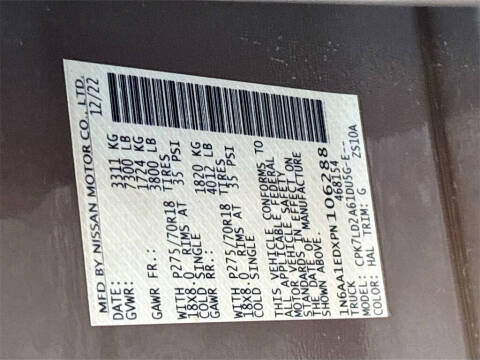 MFD BY NISSAN MOTOR CO., LTD.
DATE: 12/22
GVWR: 3311 KG
7300 LB
GAWR FR.: 1724 KG
3800 LB
WITH P275/70R18 TIRES
18X8.0 RIMS AT 35 PSI
COLD SINGLE
GAWR RR.: 1820 KG
4012 LB
WITH P275/70R18 TIRES
18X8.0 RIMS AT 35 PSI
COLD SINGLE
THIS VEHICLE CONFORMS TO
ALL APPLICABLE FEDERAL
MOTOR VEHICLE SAFETY
STANDARDS IN EFFECT ON
THE DATE OF MANUFACTURE
SHOWN ABOVE.
1N6AA1EDXPN106288
TRUCK 4687554
MODEL: CPK7LD2A61DU5G-E--
COLOR: HAL TRIM: G ZS10A